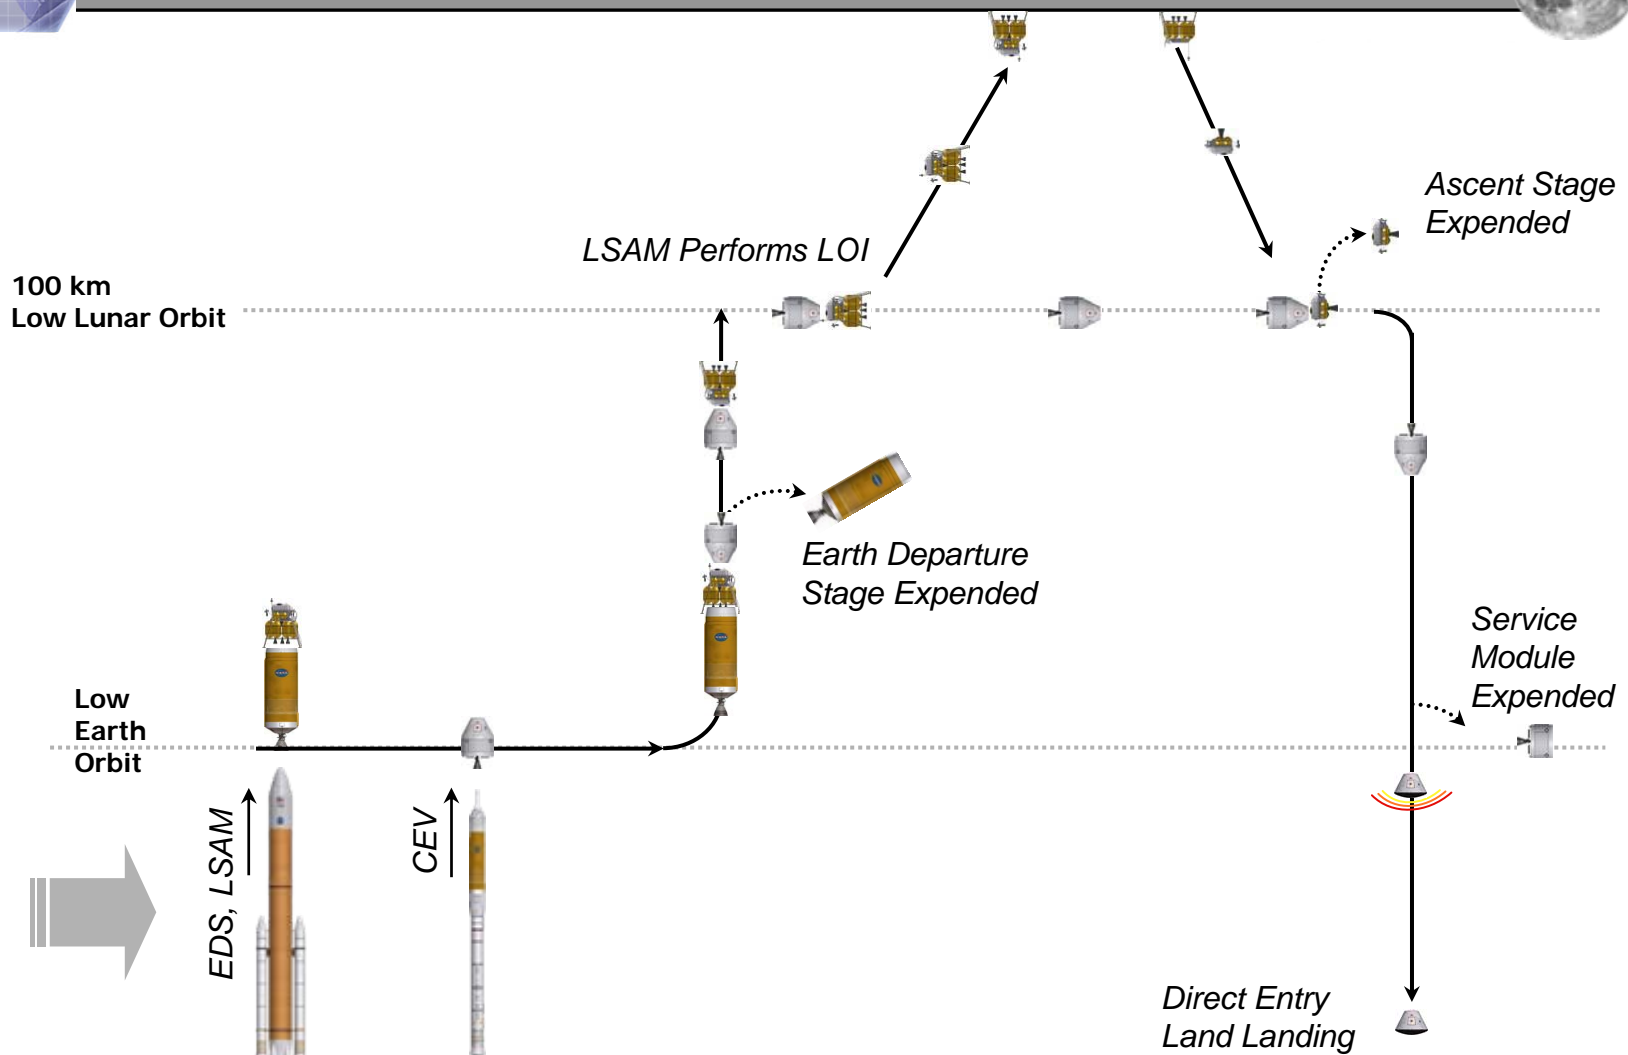 Ascent Stage
Expended
LSAM Performs LOI
100 km
Low Lunar Orbit
Earth Departure
Stage Expended
Service
Module
Expended
Low
Earth
Orbit
EDS, LSAM
CEV
Direct Entry
Land Landing